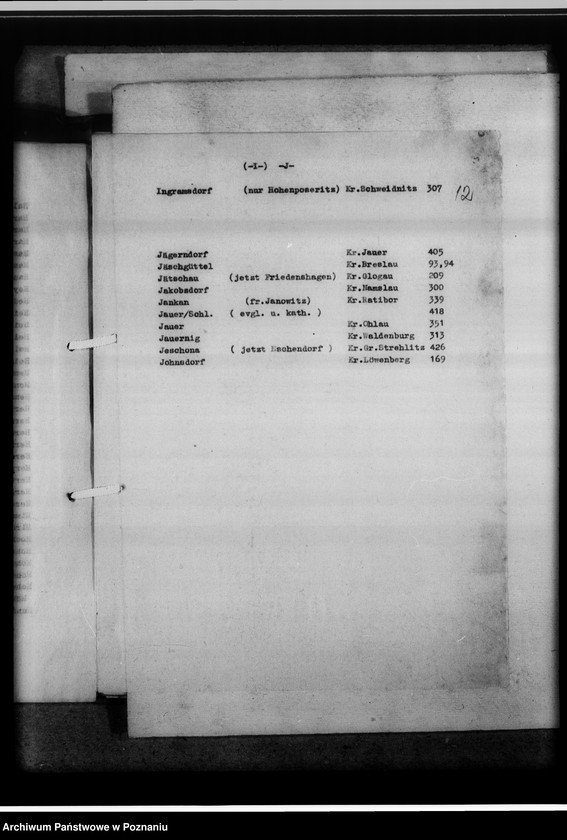 (-I-) -J-
Ingramsdorf (nur Hohenposeritz) Kr.Schweidnitz 307
12
Jägerndorf Kr.Jauer 405
Jäschgüttel Kr.Breslau 93,94
Jätschau (jetzt Friedenshagen) Kr.Glogau 209
Jakobsdorf Kr.Namslau 300
Jankan (fr.Janowitz) Kr.Ratibor 339
Jauer/Schl. ( evgl. u. kath. ) 418
Jauer Kr.Ohlau 351
Jauernig Kr.Waldenburg 313
Jeschona ( jetzt Eschendorf ) Kr.Gr.Strehlitz 426
Johnsdorf Kr.Löwenberg 169
Archiwum Państwowe w Poznaniu